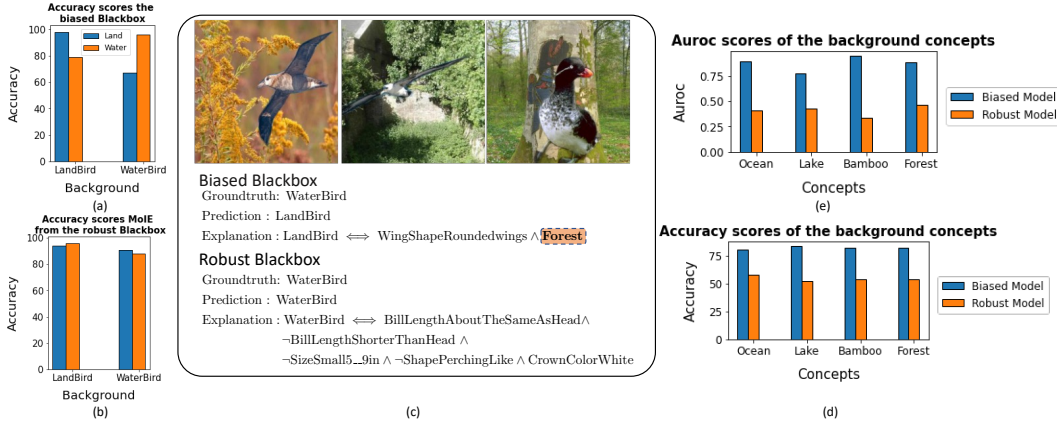 Accuracy scores the
biased Blackbox
100
80
60
40
20
0
Accuracy
Land
Water
LandBird
WaterBird
Background
(a)
Accuracy scores MoIE
from the robust Blackbox
100
80
60
40
20
0
Accuracy
LandBird
WaterBird
Background
(b)
Biased Blackbox
Groundtruth: WaterBird
Prediction : LandBird
Explanation : LandBird ⟺ WingShapeRoundedwings ∧ Forest
Robust Blackbox
Groundtruth: WaterBird
Prediction : WaterBird
Explanation : WaterBird ⟺ BillLengthAboutTheSameAsHead∧
¬BillLengthShorterThanHead ∧
¬SizeSmall5_9in ∧ ¬ShapePerchingLike ∧ CrownColorWhite
(c)
Auroc scores of the background concepts
0.75
0.50
0.25
0.00
Auroc
Ocean
Lake
Bamboo
Forest
Concepts
Biased Model
Robust Model
(e)
Accuracy scores of the background concepts
75
50
25
0
Accuracy
Ocean
Lake
Bamboo
Forest
Concepts
Biased Model
Robust Model
(d)